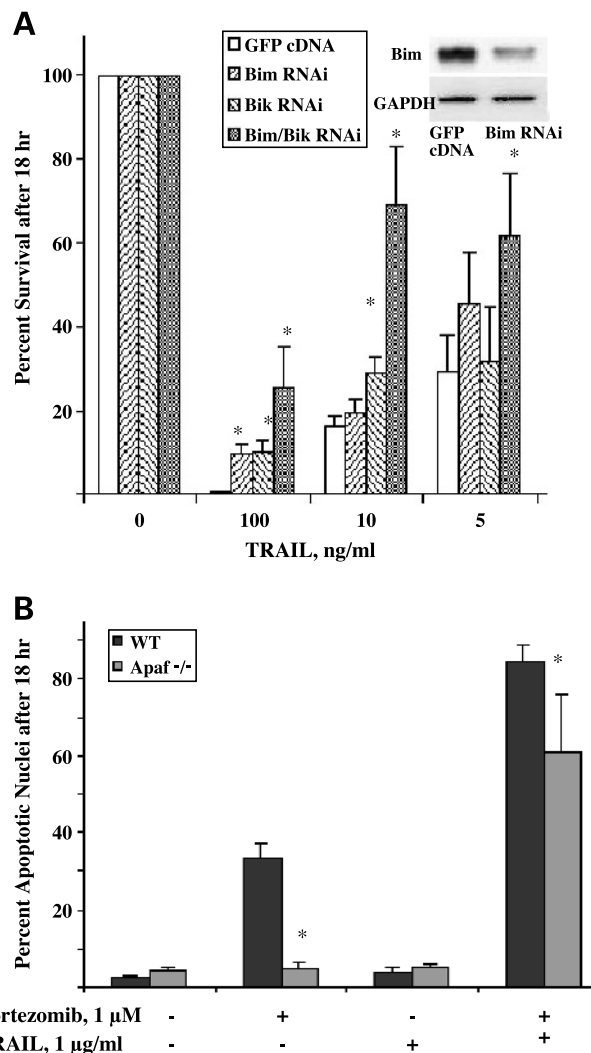 A
GFP cDNA
Bim RNAi
Bik RNAi
Bim/Bik RNAi
Bim
GAPDH
GFP cDNA
Bim RNAi
Percent Survival after 18 hr
100
80
60
40
20
* * *
* *
*
0 100 10 5
TRAIL, ng/ml
B
WT
Apaf -/-
Percent Apoptotic Nuclei after 18 hr
80
60
40
20
*
*
ortezomib, 1 µM - + - +
RAIL, 1 µg/ml - - + +